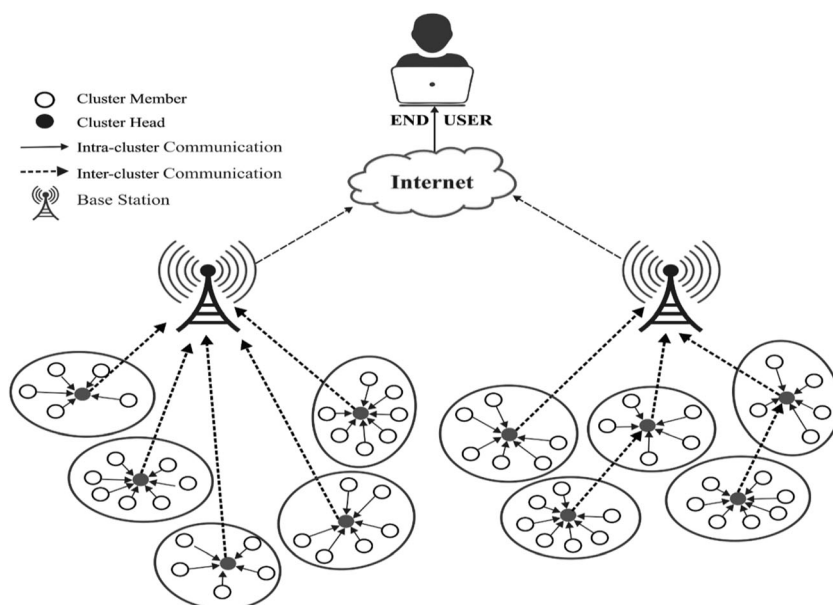 END USER
Cluster Member
Cluster Head
Intra-cluster Communication
Inter-cluster Communication
Base Station
Internet